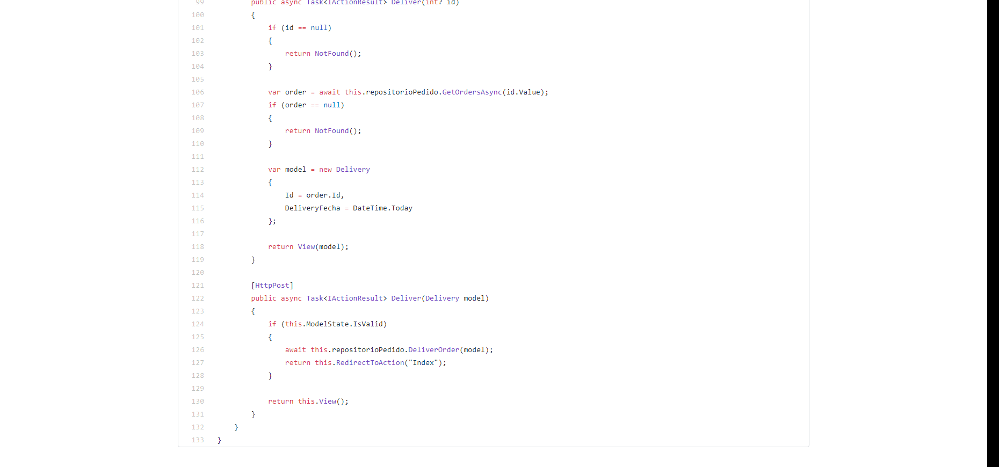 99 public async Task<IActionResult> Deliver(int? id)
100 {
101 if (id == null)
102 {
103 return NotFound();
104 }
105
106 var order = await this.repositorioPedido.GetOrdersAsync(id.Value);
107 if (order == null)
108 {
109 return NotFound();
110 }
111
112 var model = new Delivery
113 {
114 Id = order.Id,
115 DeliveryFecha = DateTime.Today
116 };
117
118 return View(model);
119 }
120
121 [HttpPost]
122 public async Task<IActionResult> Deliver(Delivery model)
123 {
124 if (this.ModelState.IsValid)
125 {
126 await this.repositorioPedido.DeliverOrder(model);
127 return this.RedirectToAction("Index");
128 }
129
130 return this.View();
131 }
132 }
133 }